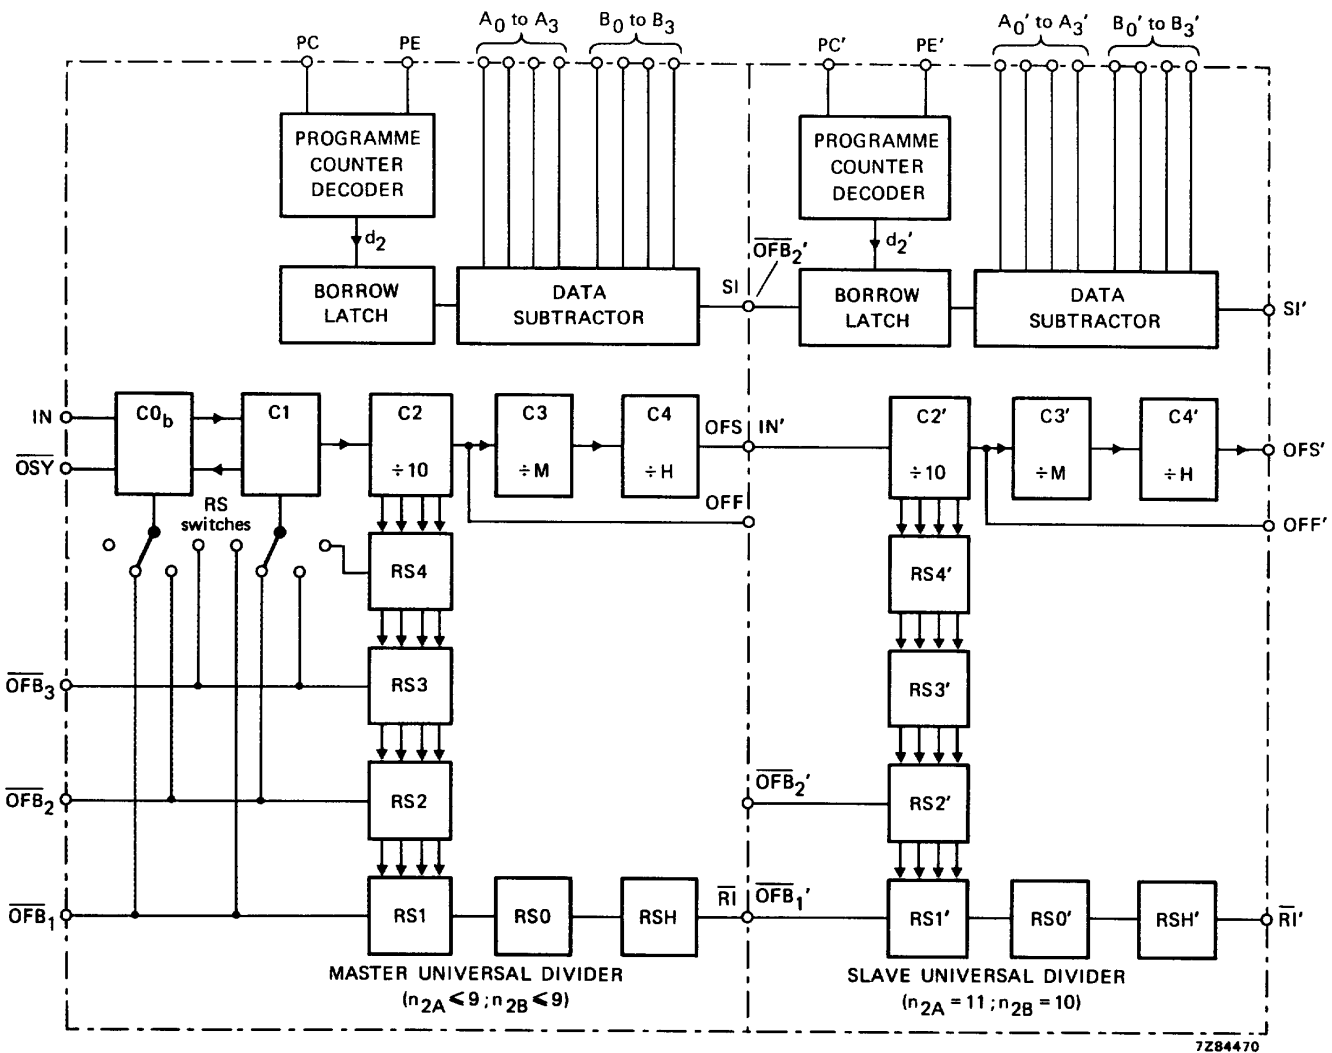 A0 to A3
B0 to B3
A0′ to A3′
B0′ to B3′
PC
PE
PC′
PE′
PROGRAMME
COUNTER
DECODER
PROGRAMME
COUNTER
DECODER
d2
d2′
OFB2′
BORROW
LATCH
DATA
SUBTRACTOR
SI
BORROW
LATCH
DATA
SUBTRACTOR
SI′
IN
OSY
C0b
C1
C2
÷10
C3
÷M
C4
÷H
OFS
IN′
OFF
C2′
÷10
C3′
÷M
C4′
÷H
OFS′
OFF′
RS
switches
RS4
RS4′
OFB3
RS3
RS3′
OFB2
RS2
OFB2′
RS2′
OFB1
RS1
RS0
RSH
RI
OFB1′
RS1′
RS0′
RSH′
RI′
MASTER UNIVERSAL DIVIDER
(n2A ≤ 9 ; n2B ≤ 9)
SLAVE UNIVERSAL DIVIDER
(n2A = 11 ; n2B = 10)
7Z84470